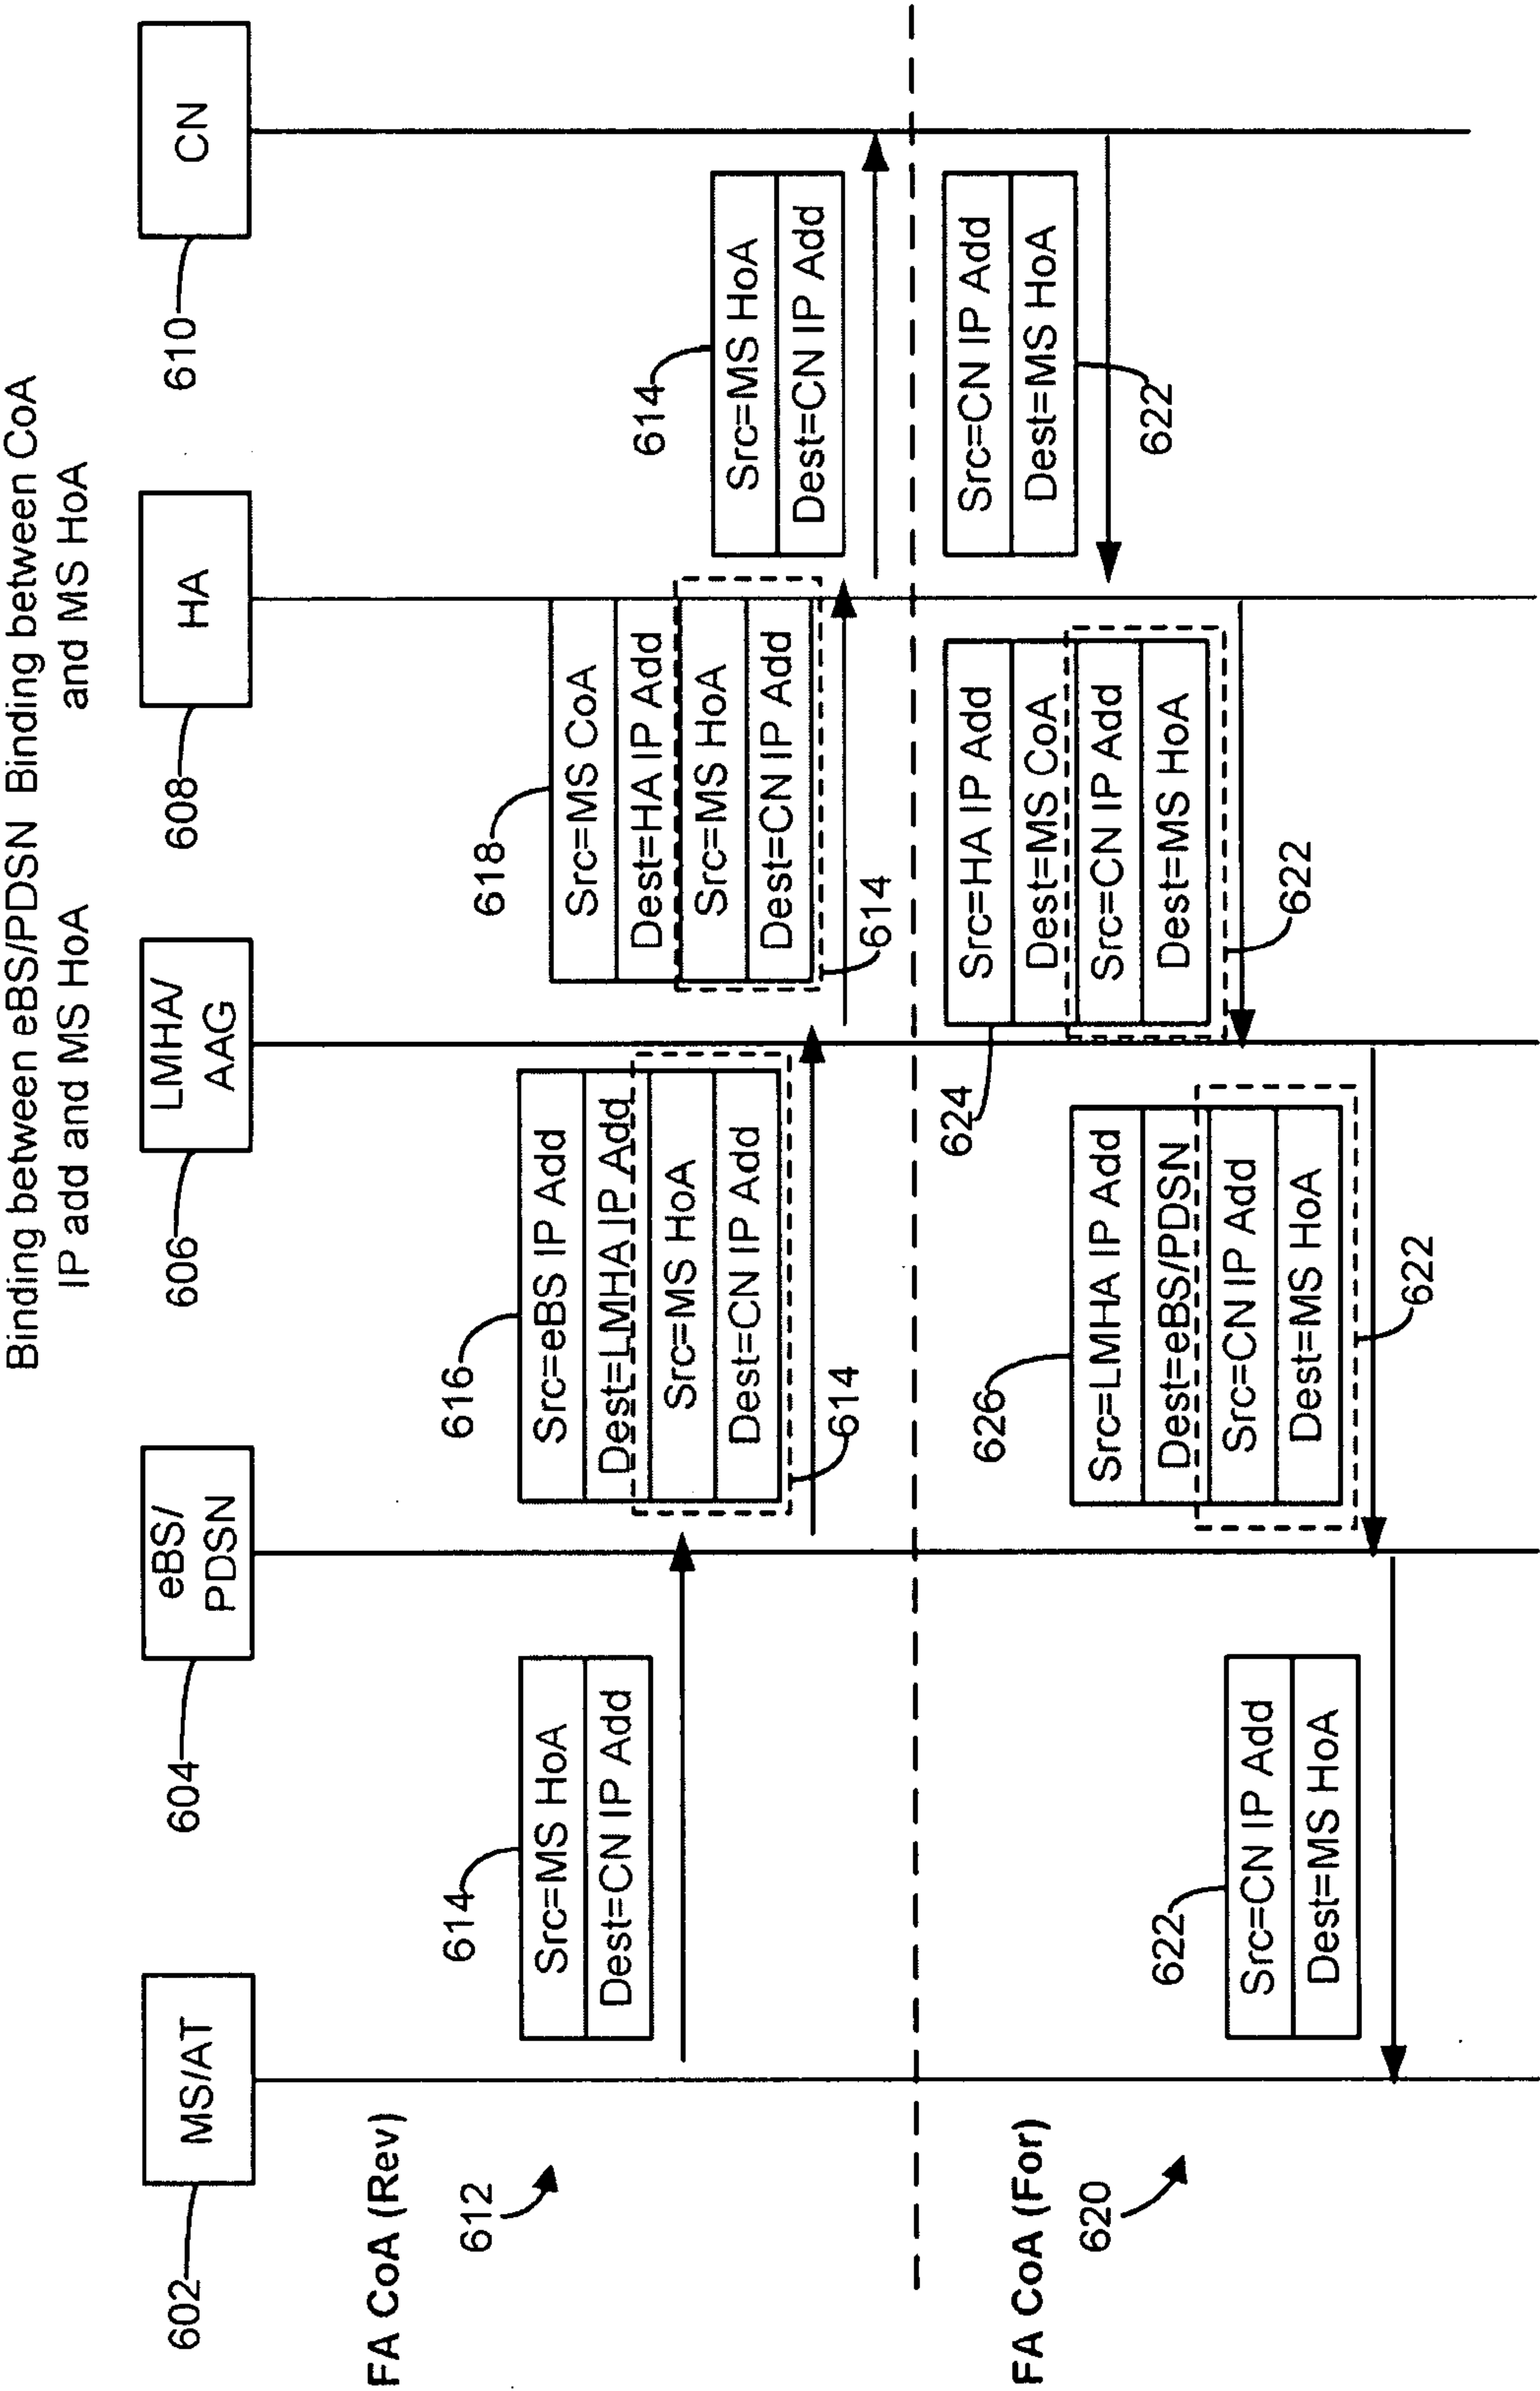 Binding between eBS/PDSN
IP add and MS HoA
Binding between CoA
and MS HoA
MS/AT
602
eBS/
PDSN
604
LMHA/
AAG
606
HA
608
CN
610
FA CoA (Rev)
612
614
Src=MS HoA
Dest=CN IP Add
616
Src=eBS IP Add
Dest=LMHA IP Add
Src=MS HoA
Dest=CN IP Add
614
618
Src=MS CoA
Dest=HA IP Add
Src=MS HoA
Dest=CN IP Add
614
614
Src=MS HoA
Dest=CN IP Add
FA CoA (For)
620
622
Src=CN IP Add
Dest=MS HoA
626
Src=LMHA IP Add
Dest=eBS/PDSN
Src=CN IP Add
Dest=MS HoA
622
624
Src=HA IP Add
Dest=MS CoA
Src=CN IP Add
Dest=MS HoA
622
Src=CN IP Add
Dest=MS HoA
622